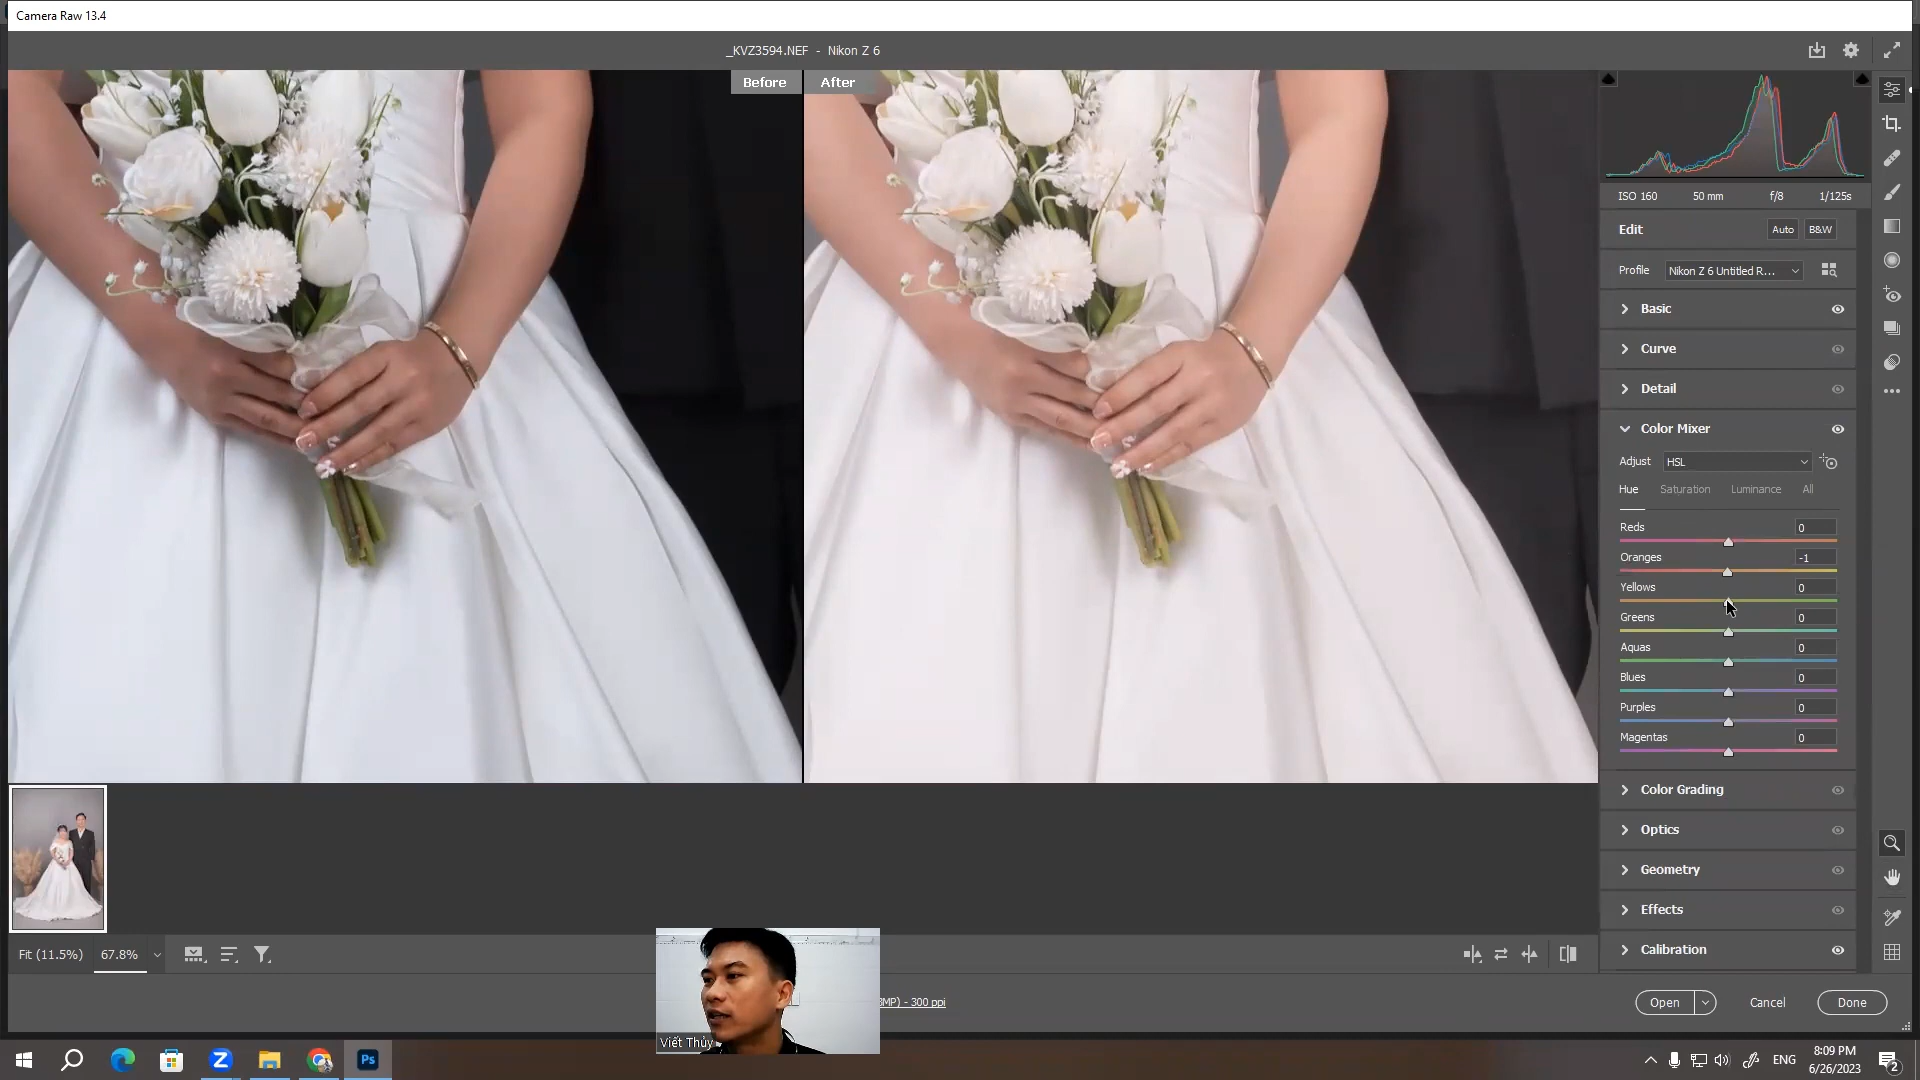 Camera Raw 13.4
_KVZ3594.NEF - Nikon Z 6
Before
After
ISO 160 50 mm f/8 1/125s
Edit Auto B&W
Profile Nikon Z 6 Untitled R...
Basic
Curve
Detail
Color Mixer
Adjust HSL
Hue Saturation Luminance All
Reds 0
Oranges -1
Yellows 0
Greens 0
Aquas 0
Blues 0
Purples 0
Magentas 0
Color Grading
Optics
Geometry
Effects
Calibration
Fit (11.5%) 67.8%
MP) - 300 ppi
Open Cancel Done
Viết Thủy
Ps
ENG
8:09 PM
6/26/2023
2